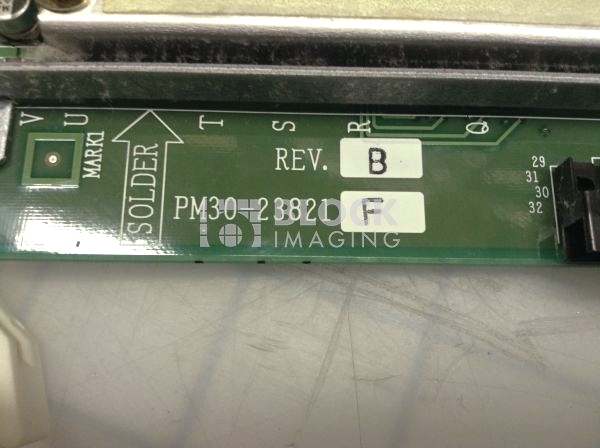 V U T S R
MARK1
SOLDER
REV. B
PM30-23821 F
BLOCK
IMAGING
29
31
30
32